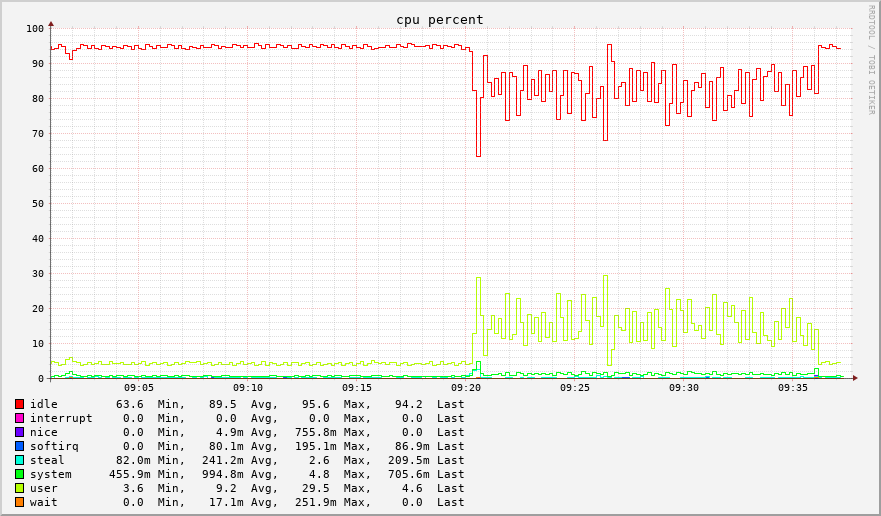 cpu percent
RRDTOOL / TOBI OETIKER
100
90
80
70
60
50
40
30
20
10
0
09:05 09:10 09:15 09:20 09:25 09:30 09:35
idle 63.6 Min, 89.5 Avg, 95.6 Max, 94.2 Last
interrupt 0.0 Min, 0.0 Avg, 0.0 Max, 0.0 Last
nice 0.0 Min, 4.9m Avg, 755.8m Max, 0.0 Last
softirq 0.0 Min, 80.1m Avg, 195.1m Max, 86.9m Last
steal 82.0m Min, 241.2m Avg, 2.6 Max, 209.5m Last
system 455.9m Min, 994.8m Avg, 4.8 Max, 705.6m Last
user 3.6 Min, 9.2 Avg, 29.5 Max, 4.6 Last
wait 0.0 Min, 17.1m Avg, 251.9m Max, 0.0 Last